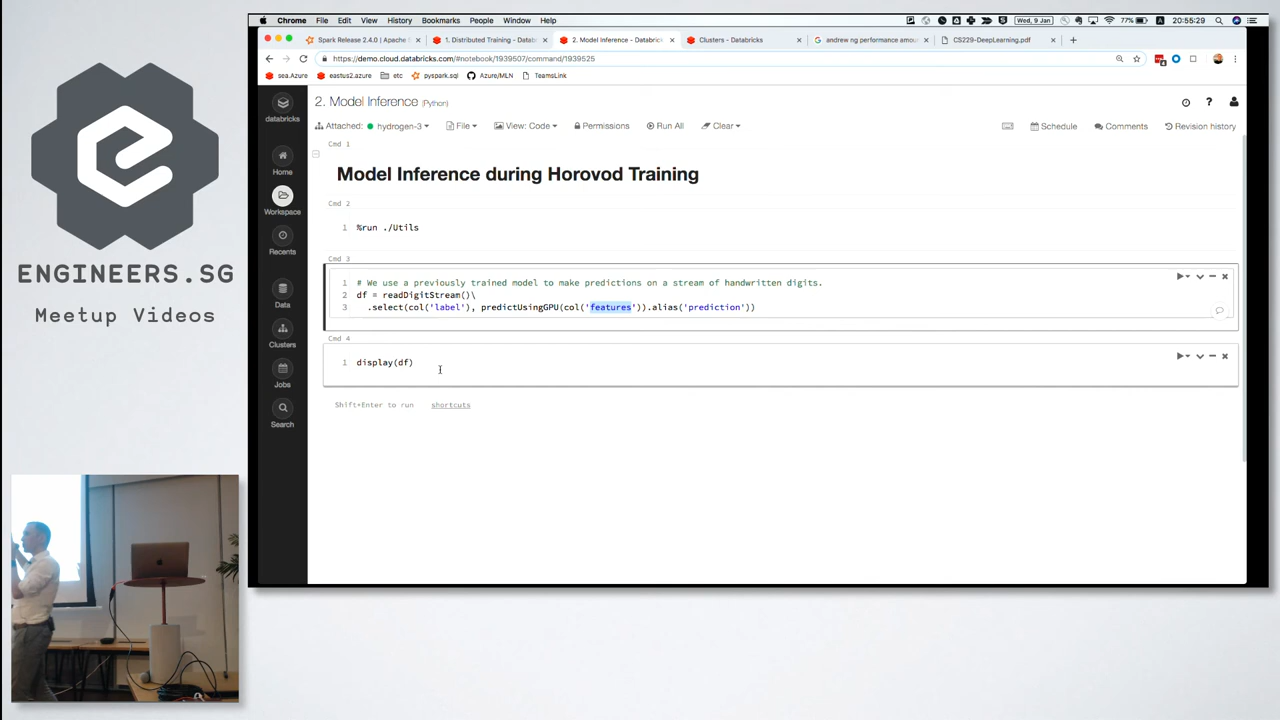 Chrome File Edit View History Bookmarks People Window Help
Wed, 9 Jan 77% 20:55:29
Spark Release 2.4.0 | Apache S
1. Distributed Training - Databric
2. Model Inference - Databricks
Clusters - Databricks
andrew ng performance amou
CS229-DeepLearning.pdf
https://demo.cloud.databricks.com/#notebook/1939507/command/1939525
sea.Azure eastus2.azure etc pyspark.sql Azure/MLN TeamsLink
databricks
Home
Workspace
Recents
Data
Clusters
Jobs
Search
2. Model Inference (Python)
Attached: hydrogen-3 File View: Code Permissions Run All Clear Schedule Comments Revision history
Cmd 1
Model Inference during Horovod Training
Cmd 2
1 %run ./Utils
Cmd 3
1 # We use a previously trained model to make predictions on a stream of handwritten digits.
2 df = readDigitStream()\
3 .select(col('label'), predictUsingGPU(col('features')).alias('prediction'))
Cmd 4
1 display(df)
Shift+Enter to run shortcuts
ENGINEERS.SG
Meetup Videos